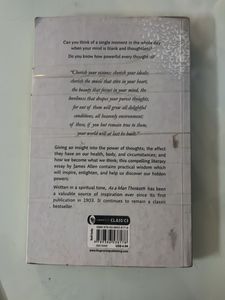 Can you think of a single moment in the whole day
when your mind is blank and thoughtless?
Do you know how powerful every thought is?
"Cherish your visions; cherish your ideals;
cherish the music that stirs in your heart,
the beauty that forms in your mind, the
loveliness that drapes your purest thoughts,
for out of them will grow all delightful
conditions, all heavenly environment;
of these, if you but remain true to them,
your world will at last be built."
Giving an insight into the power of thoughts; the effect
they have on our health, body, and circumstances; and
how we become what we think, this compelling literary
essay by James Allen contains practical wisdom which
will inspire, enlighten, and help us discover our hidden
powers.
Written in a spiritual tone, As a Man Thinketh has been
a valuable source of inspiration ever since its first
publication in 1903. It continues to remain a classic
bestseller.
CLASSICS